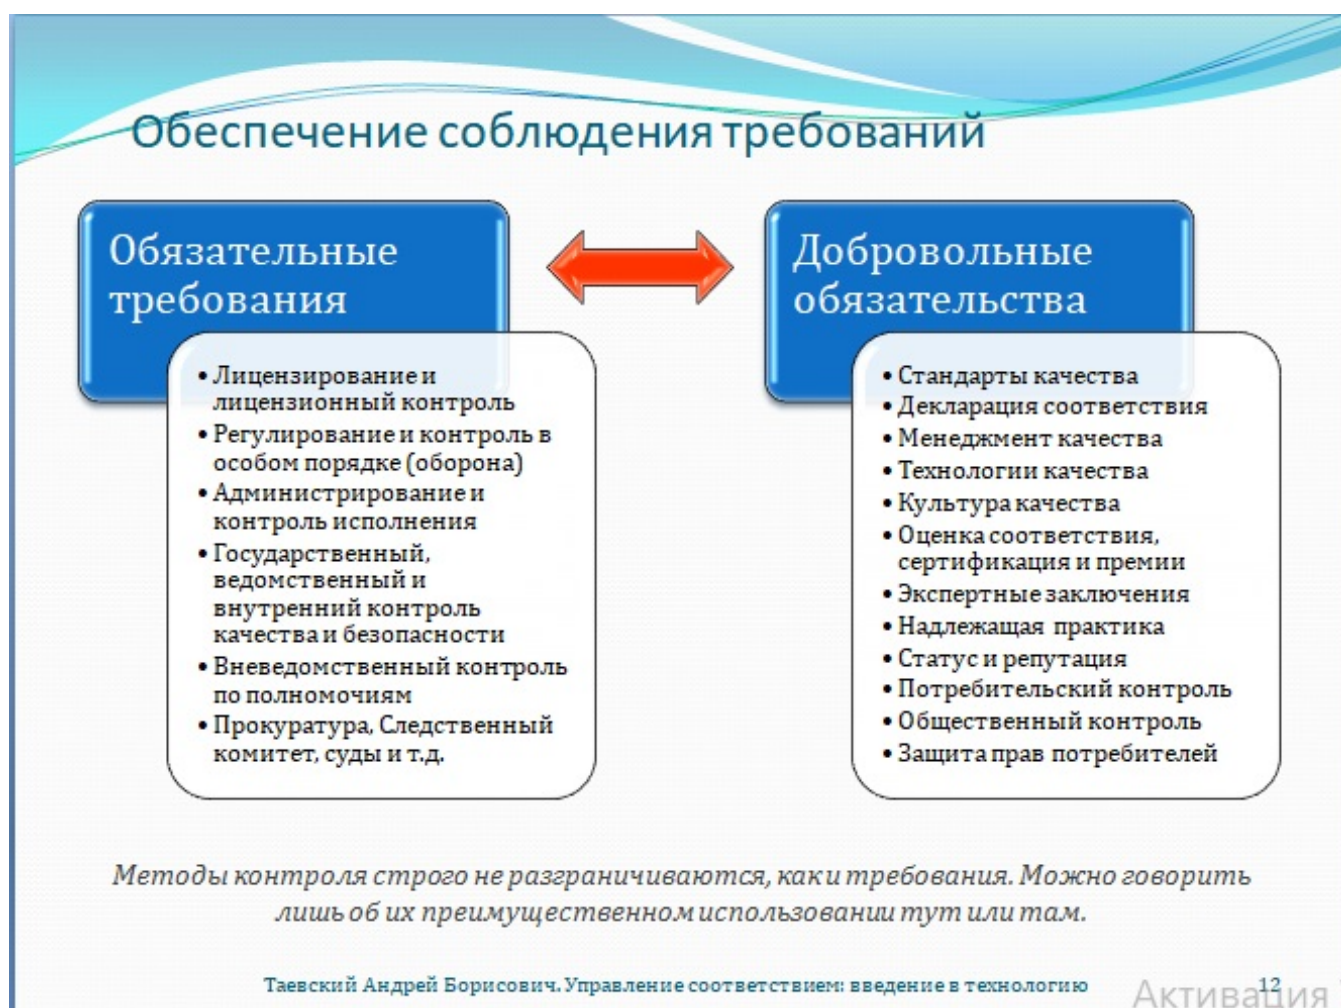 Обеспечение соблюдения требований
Обязательные
требования
• Лицензирование и
лицензионный контроль
• Регулирование и контроль в
особом порядке (оборона)
• Администрирование и
контроль исполнения
• Государственный,
ведомственный и
внутренний контроль
качества и безопасности
• Вневедомственный контроль
по полномочиям
• Прокуратура, Следственный
комитет, суды и т.д.
Добровольные
обязательства
• Стандарты качества
• Декларация соответствия
• Менеджмент качества
• Технологии качества
• Культура качества
• Оценка соответствия,
сертификация и премии
• Экспертные заключения
• Надлежащая практика
• Статус и репутация
• Потребительский контроль
• Общественный контроль
• Защита прав потребителей
Методы контроля строго не разграничиваются, как и требования. Можно говорить
лишь об их преимущественном использовании тут или там.
Таевский Андрей Борисович. Управление соответствием: введение в технологию
12
Активация